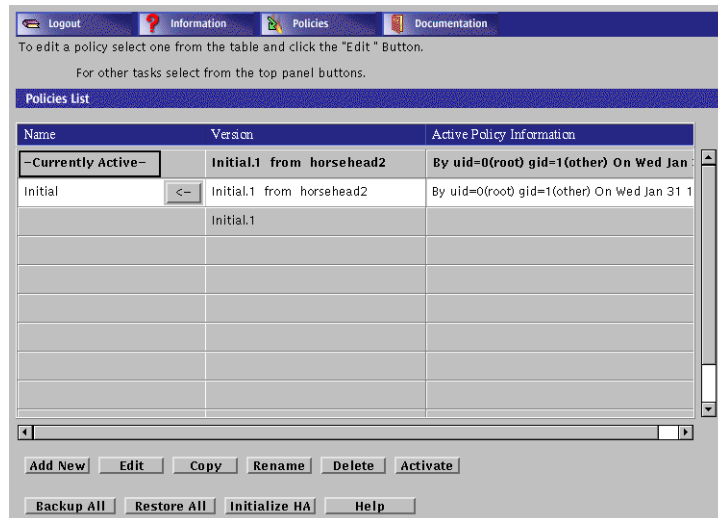 Logout Information Policies Documentation
To edit a policy select one from the table and click the "Edit " Button.
For other tasks select from the top panel buttons.
Policies List
Name Version Active Policy Information
-Currently Active- Initial.1 from horsehead2 By uid=0(root) gid=1(other) On Wed Jan
Initial <- Initial.1 from horsehead2 By uid=0(root) gid=1(other) On Wed Jan 31 1
Initial.1
Add New Edit Copy Rename Delete Activate
Backup All Restore All Initialize HA Help